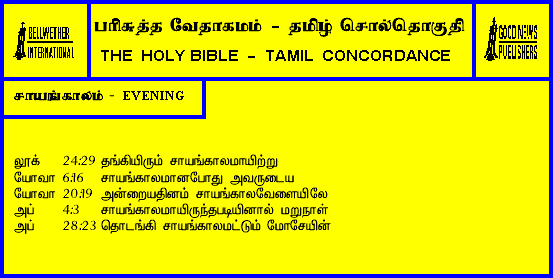 BELLWETHER
INTERNATIONAL
பரிசுத்த வேதாகமம் - தமிழ் சொல்தொகுதி
THE HOLY BIBLE - TAMIL CONCORDANCE
GOOD NEWS
PUBLISHERS
சாயங்காலம் - EVENING
லூக் 24:29 தங்கியிரும் சாயங்காலமாயிற்று
யோவா 6:16 சாயங்காலமானபோது அவருடைய
யோவா 20:19 அன்றையதினம் சாயங்காலவேளையிலே
அப் 4:3 சாயங்காலமாயிருந்தபடியினால் மறுநாள்
அப் 28:23 தொடங்கி சாயங்காலமட்டும் மோசேயின்